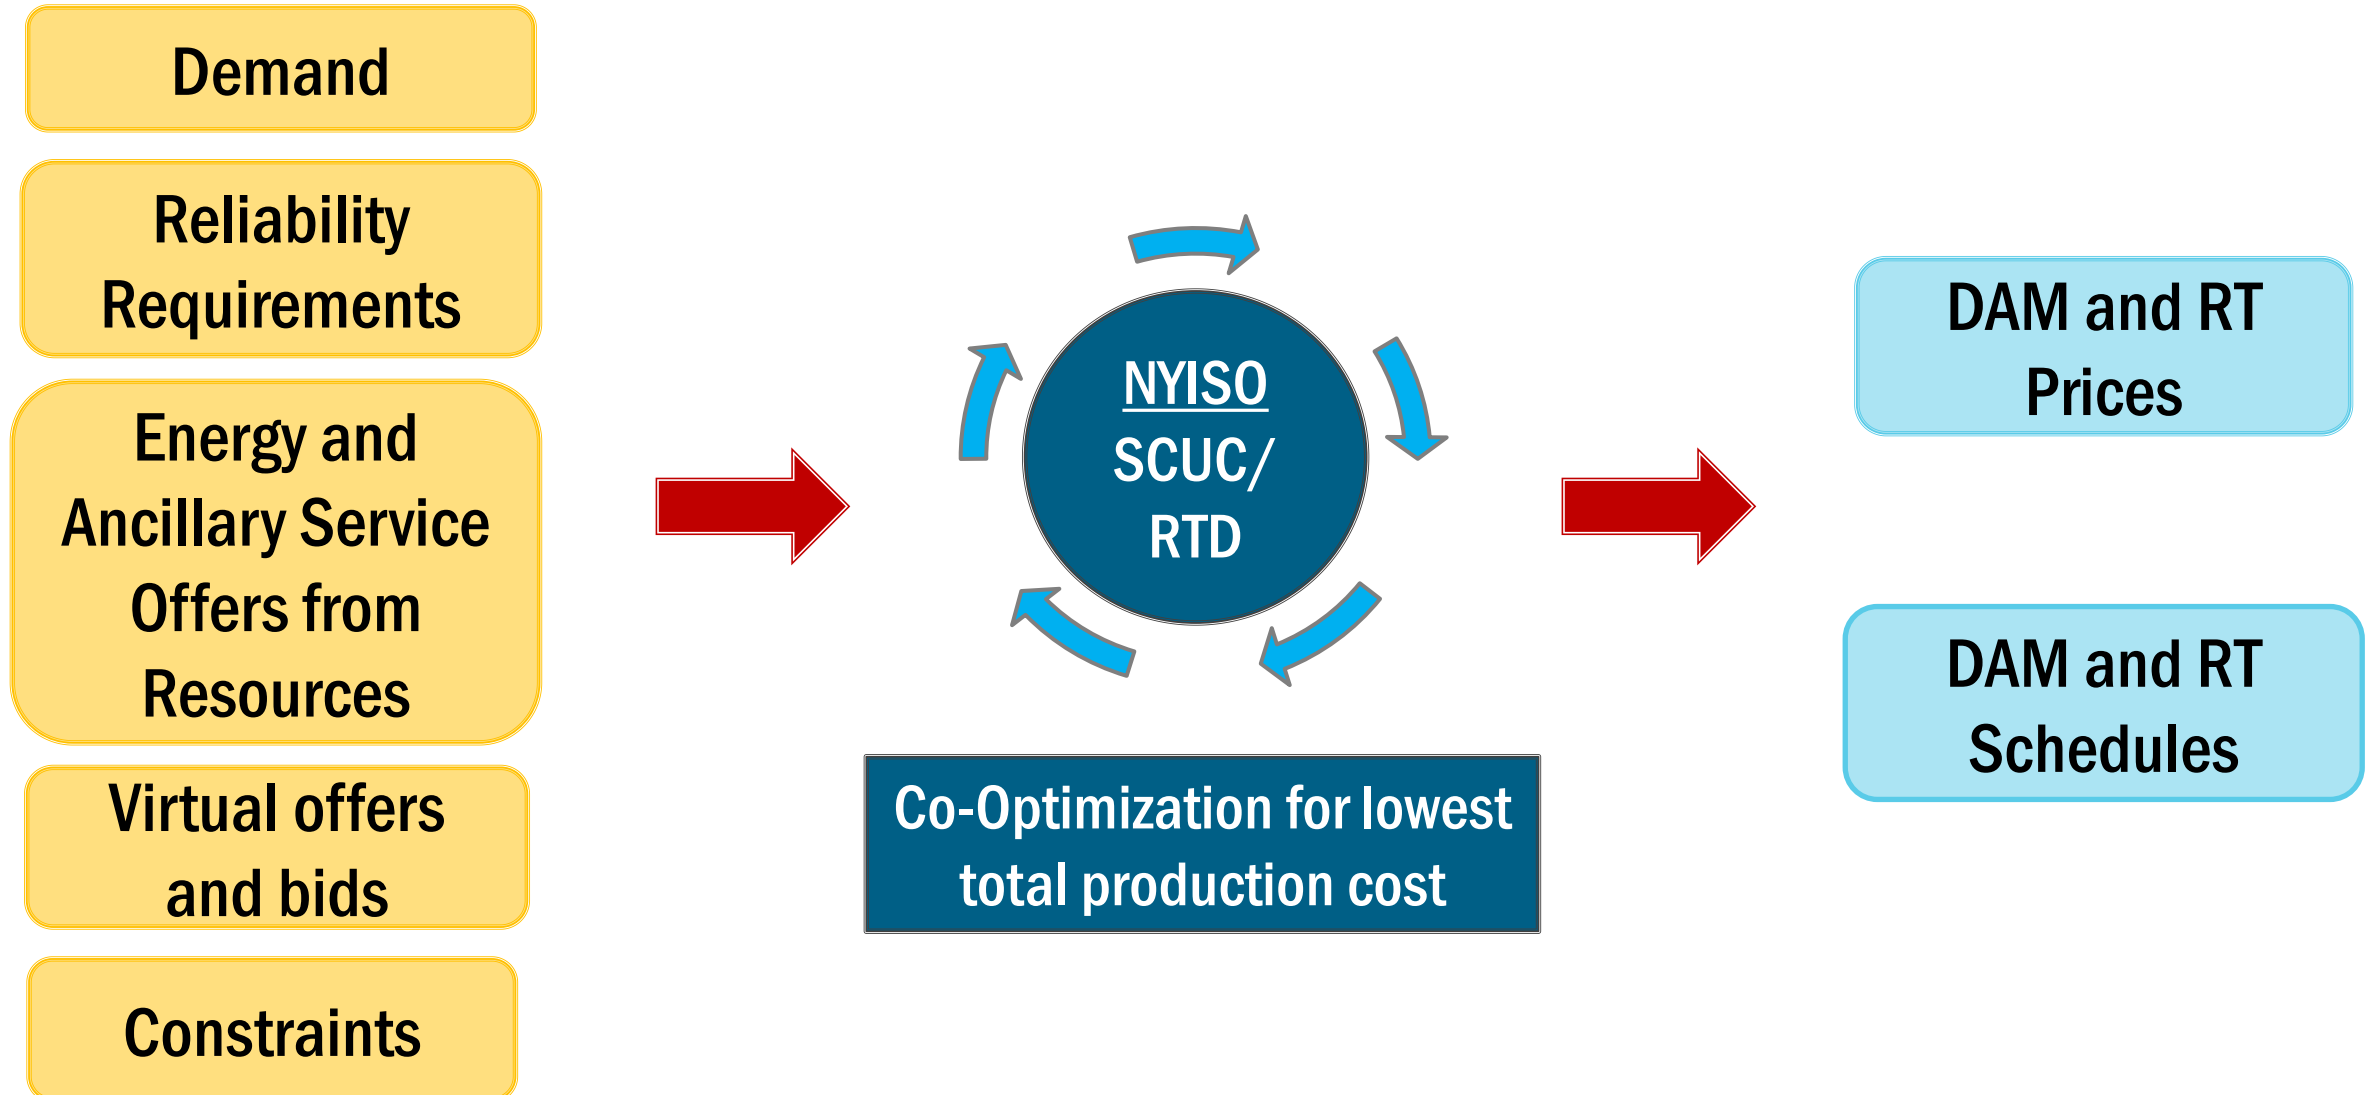 Demand
Reliability
Requirements
Energy and
Ancillary Service
Offers from
Resources
Virtual offers
and bids
Constraints
NYISO
SCUC/
RTD
Co-Optimization for lowest
total production cost
DAM and RT
Prices
DAM and RT
Schedules